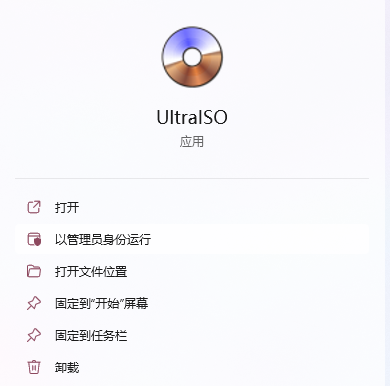 UltraISO
应用
打开
以管理员身份运行
打开文件位置
固定到"开始"屏幕
固定到任务栏
卸载